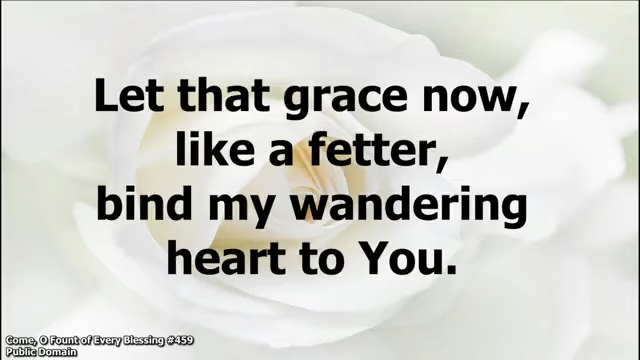 Let that grace now,
like a fetter,
bind my wandering
heart to You.
Come, O Fount of Every Blessing #459
Public Domain